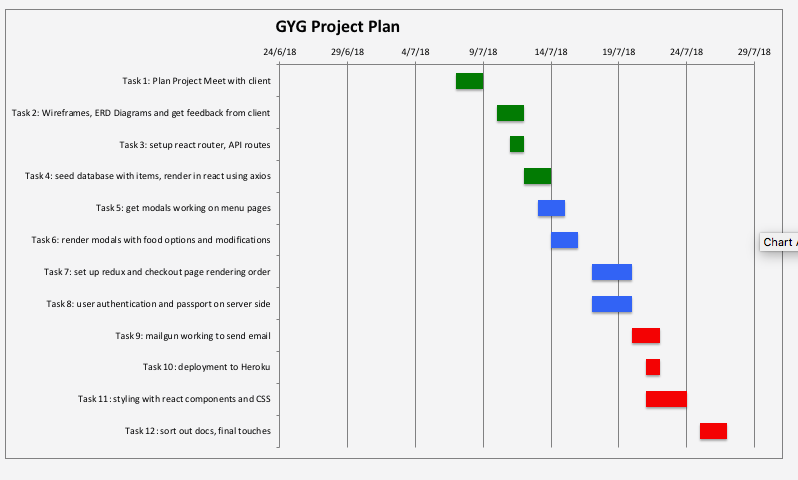 GYG Project Plan
24/6/18 29/6/18 4/7/18 9/7/18 14/7/18 19/7/18 24/7/18 29/7/18
Task 1: Plan Project Meet with client
Task 2: Wireframes, ERD Diagrams and get feedback from client
Task 3: setup react router, API routes
Task 4: seed database with items, render in react using axios
Task 5: get modals working on menu pages
Task 6: render modals with food options and modifications
Chart A
Task 7: set up redux and checkout page rendering order
Task 8: user authentication and passport on server side
Task 9: mailgun working to send email
Task 10: deployment to Heroku
Task 11: styling with react components and CSS
Task 12: sort out docs, final touches